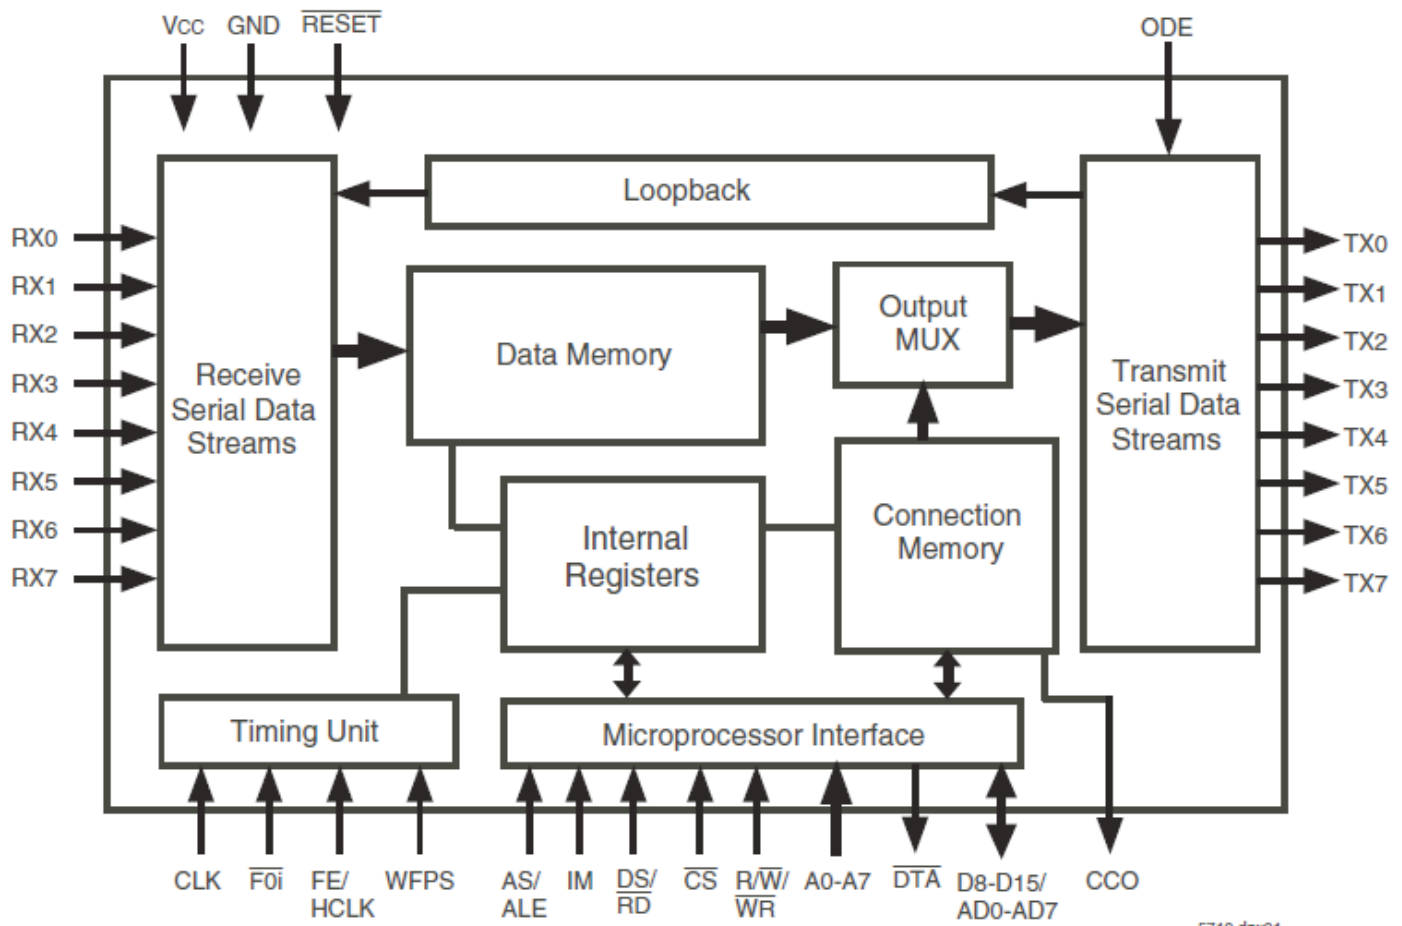 VCC GND RESET ODE
Loopback
RX0
RX1
RX2
RX3
RX4
RX5
RX6
RX7
Receive
Serial Data
Streams
Data Memory
Output
MUX
Transmit
Serial Data
Streams
TX0
TX1
TX2
TX3
TX4
TX5
TX6
TX7
Internal
Registers
Connection
Memory
Timing Unit
Microprocessor Interface
CLK
F0i
FE/
HCLK
WFPS
AS/
ALE
IM
DS/
RD
CS
R/W/
WR
A0-A7
DTA
D8-D15/
AD0-AD7
CCO